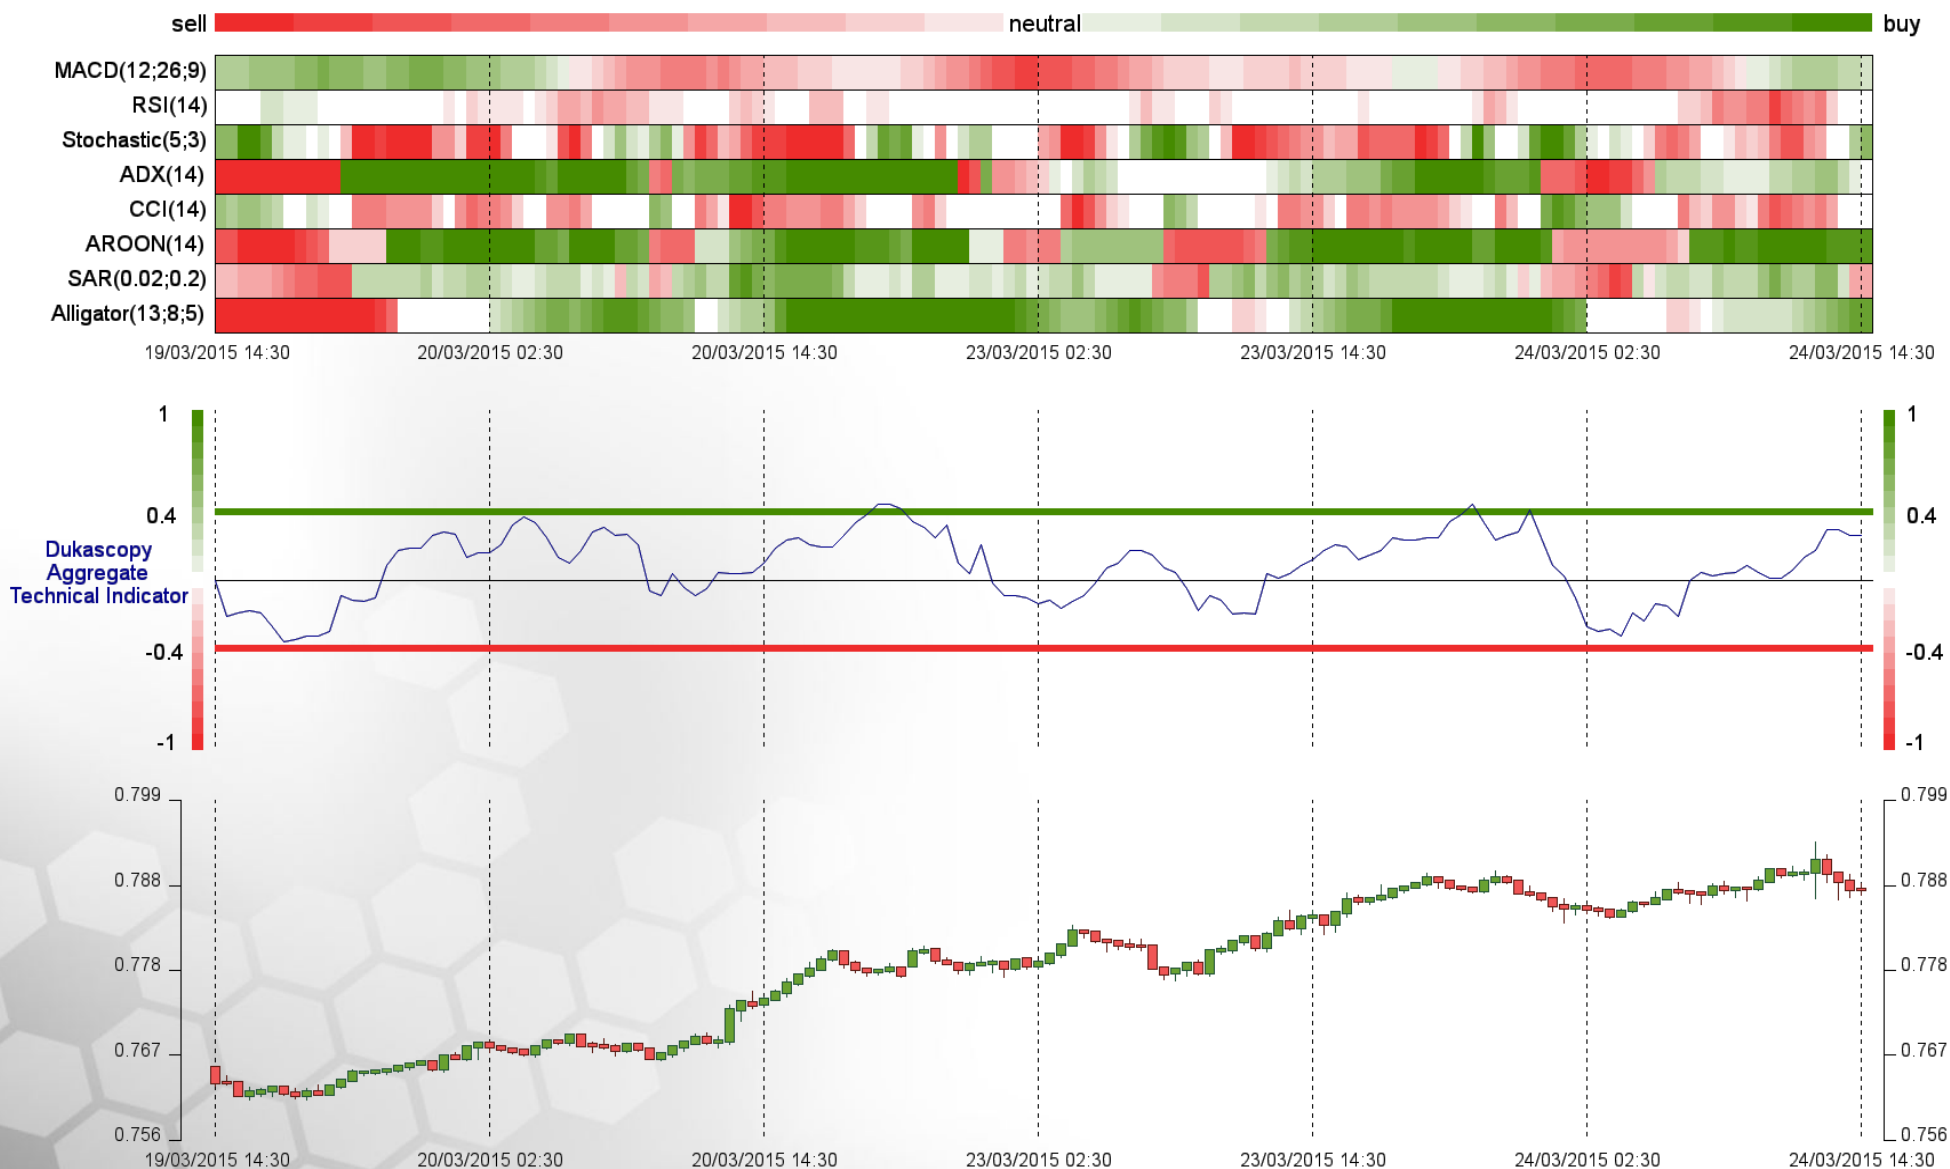 sell neutral buy
MACD(12;26;9)
RSI(14)
Stochastic(5;3)
ADX(14)
CCI(14)
AROON(14)
SAR(0.02;0.2)
Alligator(13;8;5)
19/03/2015 14:30 20/03/2015 02:30 20/03/2015 14:30 23/03/2015 02:30 23/03/2015 14:30 24/03/2015 02:30 24/03/2015 14:30
1 1
0.4 0.4
Dukascopy
Aggregate
Technical Indicator
-0.4 -0.4
-1 -1
0.799 0.799
0.788 0.788
0.778 0.778
0.767 0.767
0.756 0.756
19/03/2015 14:30 20/03/2015 02:30 20/03/2015 14:30 23/03/2015 02:30 23/03/2015 14:30 24/03/2015 02:30 24/03/2015 14:30